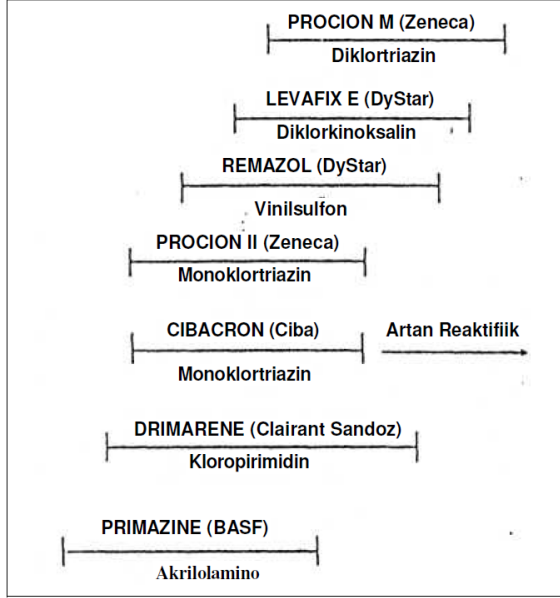 PROCION M (Zeneca)
Diklortriazin
LEVAFIX E (DyStar)
Diklorkinoksalin
REMAZOL (DyStar)
Vinilsulfon
PROCION II (Zeneca)
Monoklortriazin
CIBACRON (Ciba)
Artan Reaktifiik
Monoklortriazin
DRIMARENE (Clairant Sandoz)
Kloropirimidin
PRIMAZINE (BASF)
Akrilolamino